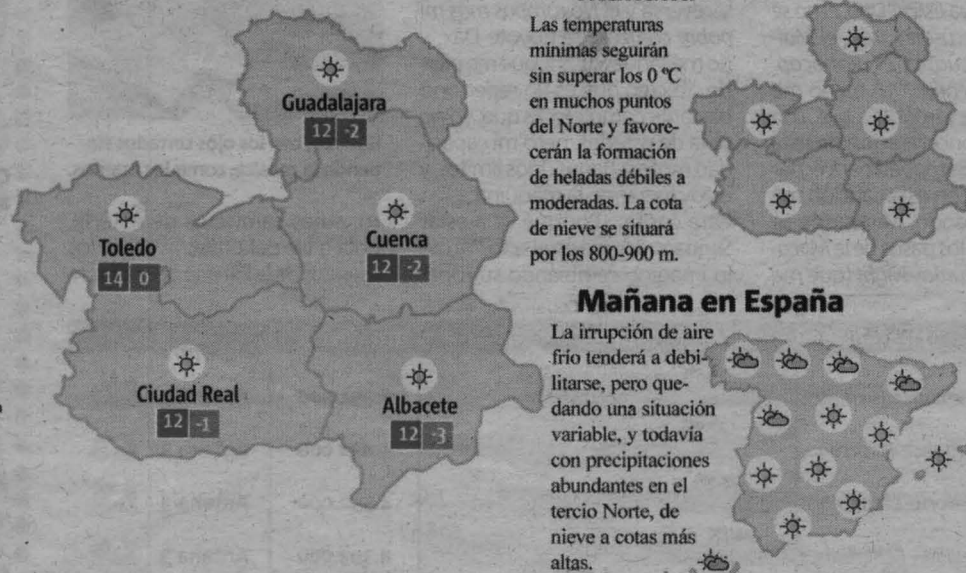 Guadalajara
12 -2
Toledo
14 0
Cuenca
12 -2
Ciudad Real
12 -1
Albacete
12 -3
Las temperaturas
mínimas seguirán
sin superar los 0 °C
en muchos puntos
del Norte y favore-
cerán la formación
de heladas débiles a
moderadas. La cota
de nieve se situará
por los 800-900 m.
Mañana en España
La irrupción de aire
frío tenderá a debi-
litarse, pero que-
dando una situación
variable, y todavía
con precipitaciones
abundantes en el
tercio Norte, de
nieve a cotas más
altas.